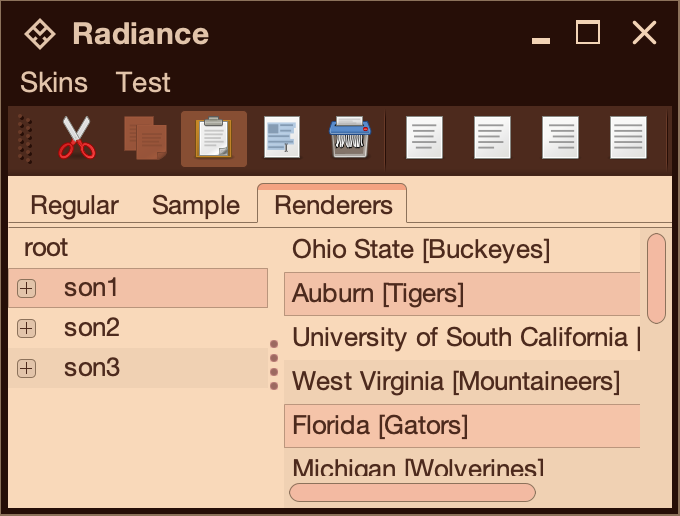 Radiance
Skins Test
Regular Sample Renderers
root
son1
son2
son3
Ohio State [Buckeyes]
Auburn [Tigers]
University of South California [
West Virginia [Mountaineers]
Florida [Gators]
Michigan [Wolverines]